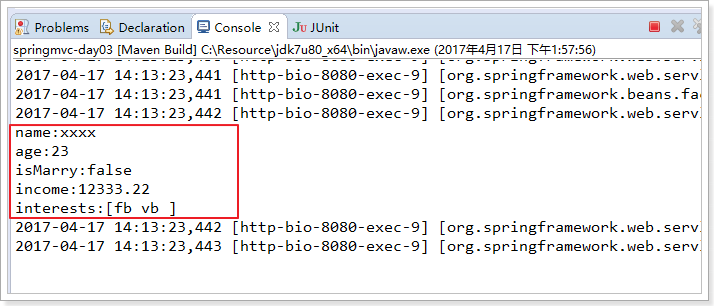 Problems Declaration Console JUnit
springmvc-day03 [Maven Build] C:\Resource\jdk7u80_x64\bin\javaw.exe (2017年4月17日 下午1:57:56)
2017-04-17 14:13:23,441 [http-bio-8080-exec-9] [org.springframework.web.serv
2017-04-17 14:13:23,441 [http-bio-8080-exec-9] [org.springframework.beans.fac
2017-04-17 14:13:23,442 [http-bio-8080-exec-9] [org.springframework.web.serv
name:xxxx
age:23
isMarry:false
income:12333.22
interests:[fb vb ]
2017-04-17 14:13:23,442 [http-bio-8080-exec-9] [org.springframework.web.serv
2017-04-17 14:13:23,443 [http-bio-8080-exec-9] [org.springframework.web.serv